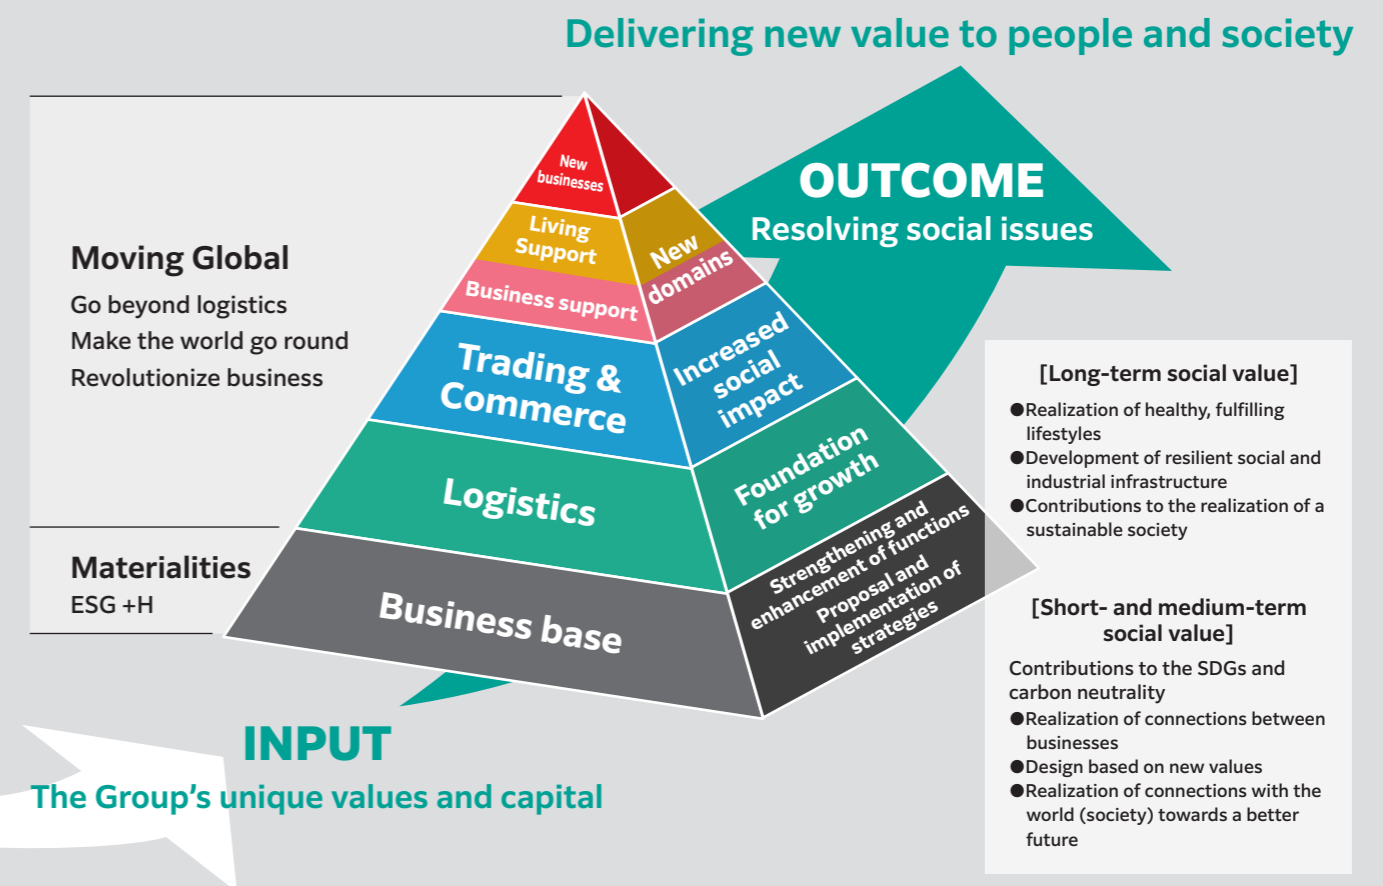 Delivering new value to people and society
OUTCOME
Resolving social issues
Moving Global
Go beyond logistics
Make the world go round
Revolutionize business
Materialities
ESG +H
New
businesses
Living
Support
Business support
New
domains
Trading &
Commerce
Increased
social
impact
Logistics
Foundation
for growth
Business base
Strengthening and
enhancement of functions
Proposal and
implementation of
strategies
INPUT
The Group's unique values and capital
[Long-term social value]
●Realization of healthy, fulfilling
lifestyles
●Development of resilient social and
industrial infrastructure
●Contributions to the realization of a
sustainable society
[Short- and medium-term
social value]
Contributions to the SDGs and
carbon neutrality
●Realization of connections between
businesses
●Design based on new values
●Realization of connections with the
world (society) towards a better
future